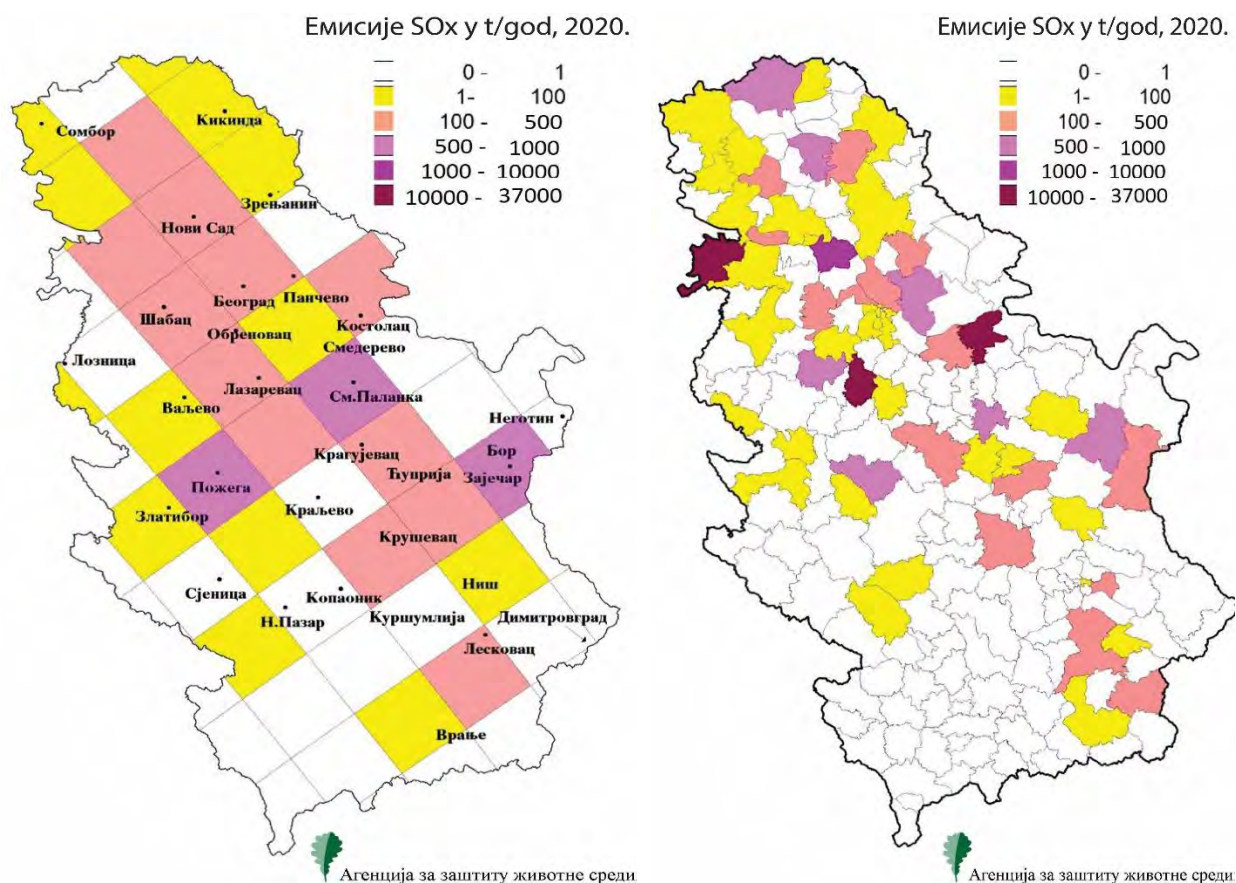 Емисије SOx у t/год, 2020.
0 - 1
1- 100
100 - 500
500 - 1000
1000 - 10000
10000 - 37000
Сомбор
Кикинда
Зрењанин
Нови Сад
Београд
Панчево
Шабац
Обреновац
Костолац
Смедерево
Лозница
Лазаревац
См.Паланка
Ваљево
Неготин
Крагујевац
Бор
Пожега
Ћуприја
Зајечар
Златибор
Краљево
Крушевац
Сјеница
Копаоник
Ниш
Н.Пазар
Куршумлија
Димитровград
Лесковац
Врање
Агенција за заштиту животне среди
Емисије SOx у t/год, 2020.
0 - 1
1- 100
100 - 500
500 - 1000
1000 - 10000
10000 - 37000
Агенција за заштиту животне среди